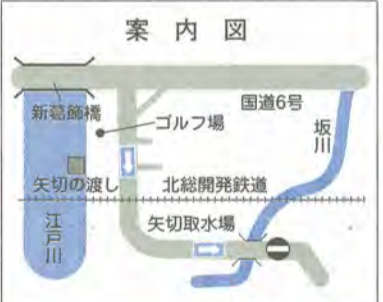 案内図
新葛飾橋
国道6号
ゴルフ場
坂川
矢切の渡し
北総開発鉄道
矢切取水場
江戸川